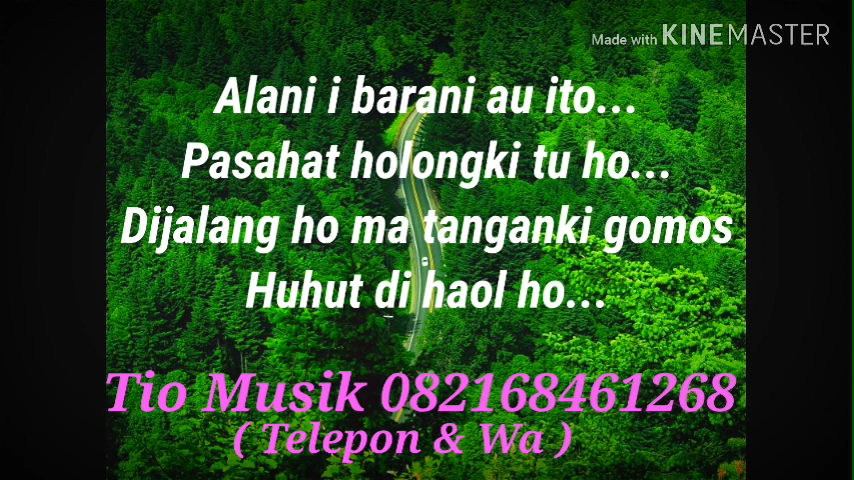 Made with KINEMASTER
Alani i barani au ito...
Pasahat holongki tu ho...
Dijalang ho ma tanganki gomos
Huhut di haol ho...
Tio Musik 082168461268
( Telepon & Wa )